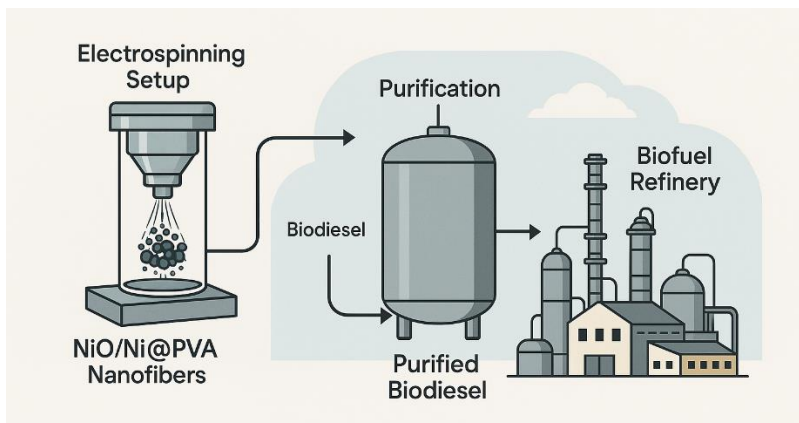 Electrospinning
Setup
NiO/Ni@PVA
Nanofibers
Purification
Biodiesel
Purified
Biodiesel
Biofuel
Refinery